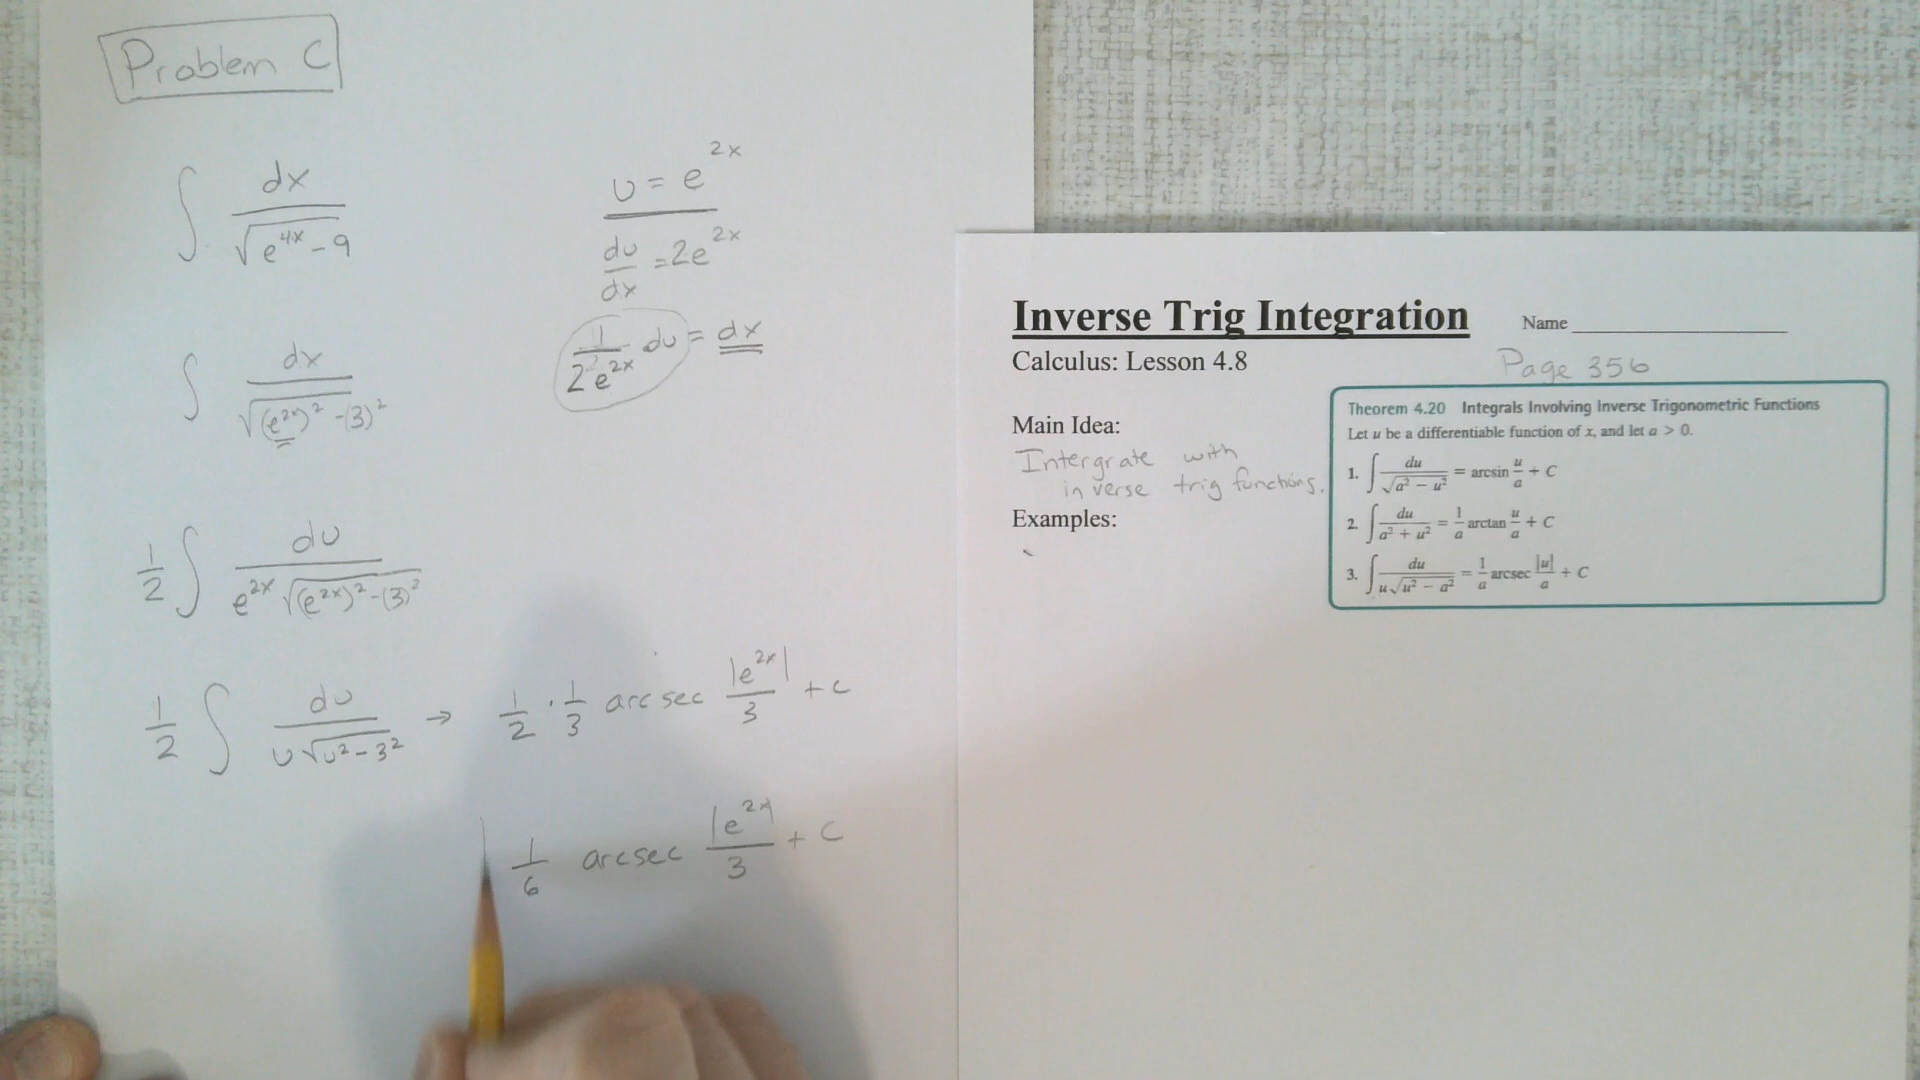 Problem C
∫ dx / √(e^4x - 9)
u = e^2x
du/dx = 2e^2x
1/(2e^2x) du = dx
∫ dx / √((e^2x)^2 - (3)^2)
1/2 ∫ du / (e^2x √((e^2x)^2 - (3)^2))
1/2 ∫ du / (u √(u^2 - 3^2)) → 1/2 · 1/3 arcsec |e^2x|/3 + c
1/6 arcsec |e^2x|/3 + C
Inverse Trig Integration
Name
Calculus: Lesson 4.8
Page 356
Main Idea:
Intergrate with
inverse trig functions.
Examples:
Theorem 4.20 Integrals Involving Inverse Trigonometric Functions
Let u be a differentiable function of x, and let a > 0.
1. ∫ du / √(a² - u²) = arcsin u/a + C
2. ∫ du / (a² + u²) = 1/a arctan u/a + C
3. ∫ du / (u√(u² - a²)) = 1/a arcsec |u|/a + C